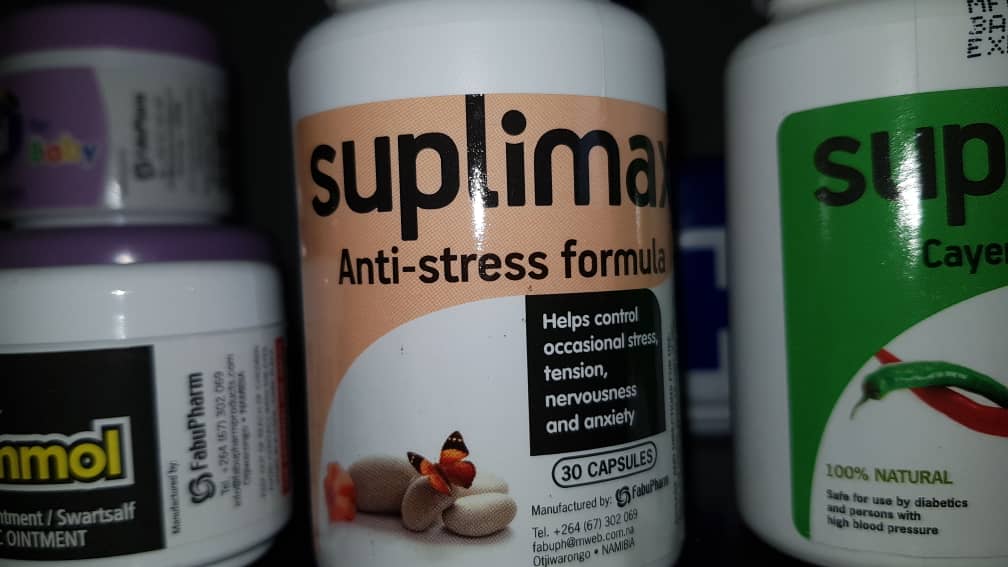 Baby
FabuPharm
mmol
ntment / Swartsalf
OINTMENT
Manufactured by:
FabuPharm
Tel. +264 (67) 302 069
Otjiwarongo • NAMIBIA
suplimax
Anti-stress formula
Helps control
occasional stress,
tension,
nervousness
and anxiety
30 CAPSULES
Manufactured by: FabuPharm
Tel. +264 (67) 302 069
fabuph@mweb.com.na
Otjiwarongo • NAMIBIA
sup
Caye
100% NATURAL
Safe for use by diabetics
and persons with
high blood pressure